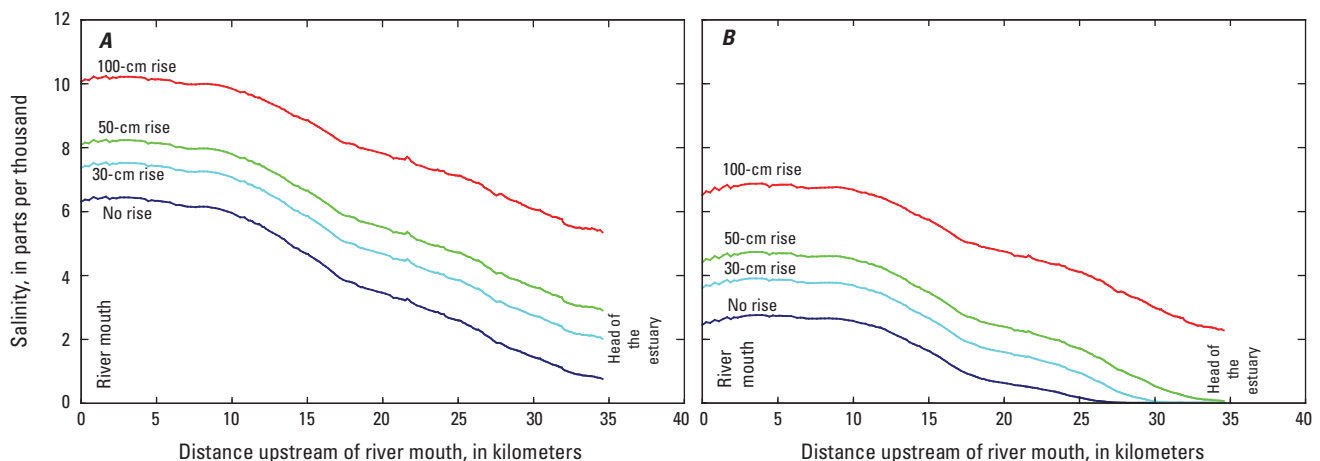 A
B
12
10
8
6
4
2
0
Salinity, in parts per thousand
100-cm rise
50-cm rise
30-cm rise
No rise
River mouth
Head of
the
estuary
0 5 10 15 20 25 30 35 40
Distance upstream of river mouth, in kilometers
100-cm rise
50-cm rise
30-cm rise
No rise
River
mouth
Head of
the
estuary
0 5 10 15 20 25 30 35 40
Distance upstream of river mouth, in kilometers